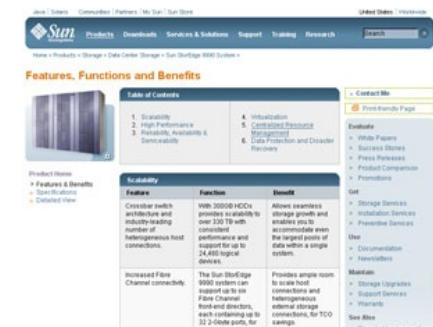 Java Solaris Communities Partners My Sun Sun Store United States Worldwide
Sun Products Downloads Services & Solutions Support Training Research Search
Home > Products > Storage > Data Center Storage > Sun StorEdge 9990 System >
Features, Functions and Benefits
Table of Contents
1. Scalability
2. High Performance
3. Reliability, Availability &
Serviceability
4. Virtualization
5. Centralized Resource
Management
6. Data Protection and Disaster
Recovery
Product Home
Features & Benefits
Specifications
Detailed View
Scalability
Feature Function Benefit
Crossbar switch
architecture and
industry-leading
number of
heterogeneous host
connections.
With 300GB HDDs
provides scalability to
over 330 TB with
consistent
performance and
support for up to
24,480 logical
devices.
Allows seamless
storage growth and
enables you to
accommodate even
the largest pools of
data within a single
system.
Increased Fibre
Channel connectivity.
The Sun StorEdge
9990 system can
support up to six
Fibre Channel
front-end directors,
each containing up to
32 2-Gbyte ports, for
Provides ample room
to scale host
connections and
heterogeneous
external storage
connections, for TCO
savings.
Contact Me
Print-friendly Page
Evaluate
White Papers
Success Stories
Press Releases
Product Comparison
Promotions
Get
Storage Services
Installation Services
Preventive Services
Use
Documentation
Newsletters
Maintain
Storage Upgrades
Support Services
Warranty
See Also